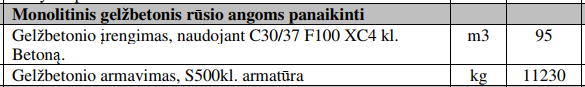 Monolitinis gelžbetonis rūsio angoms panaikinti
Gelžbetonio įrengimas, naudojant C30/37 F100 XC4 kl. m3 95
Betoną.
Gelžbetonio armavimas, S500kl. armatūra kg 11230